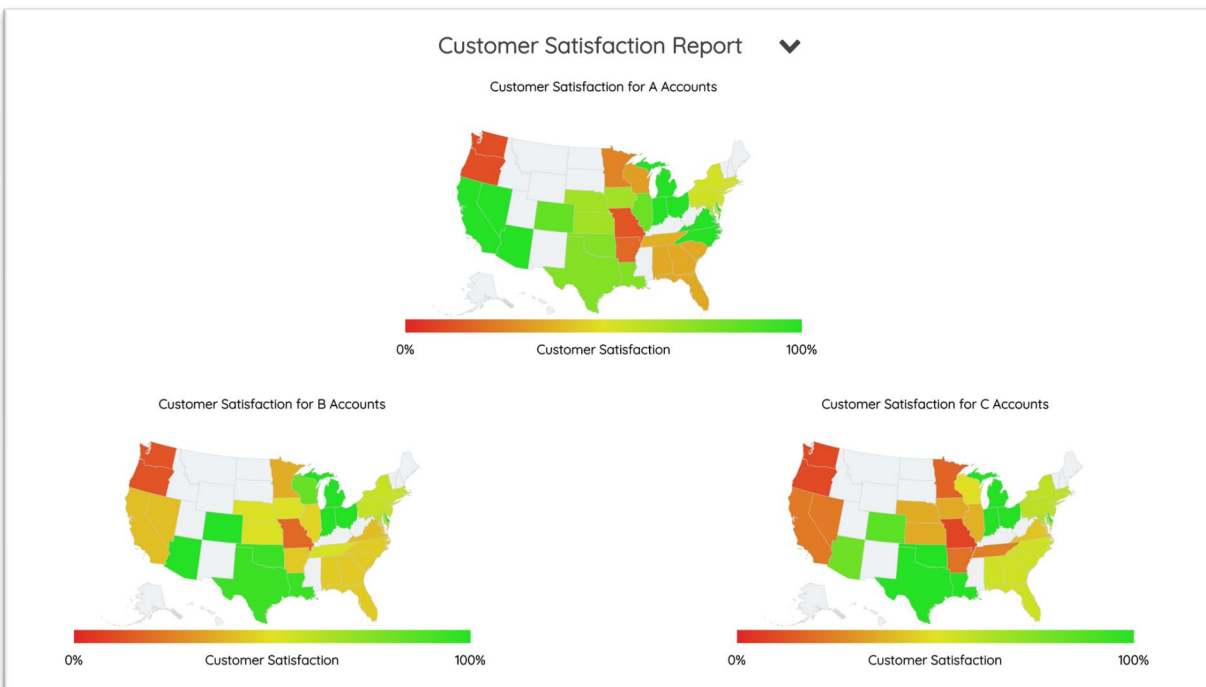 Customer Satisfaction Report
Customer Satisfaction for A Accounts
0% Customer Satisfaction 100%
Customer Satisfaction for B Accounts
0% Customer Satisfaction 100%
Customer Satisfaction for C Accounts
0% Customer Satisfaction 100%